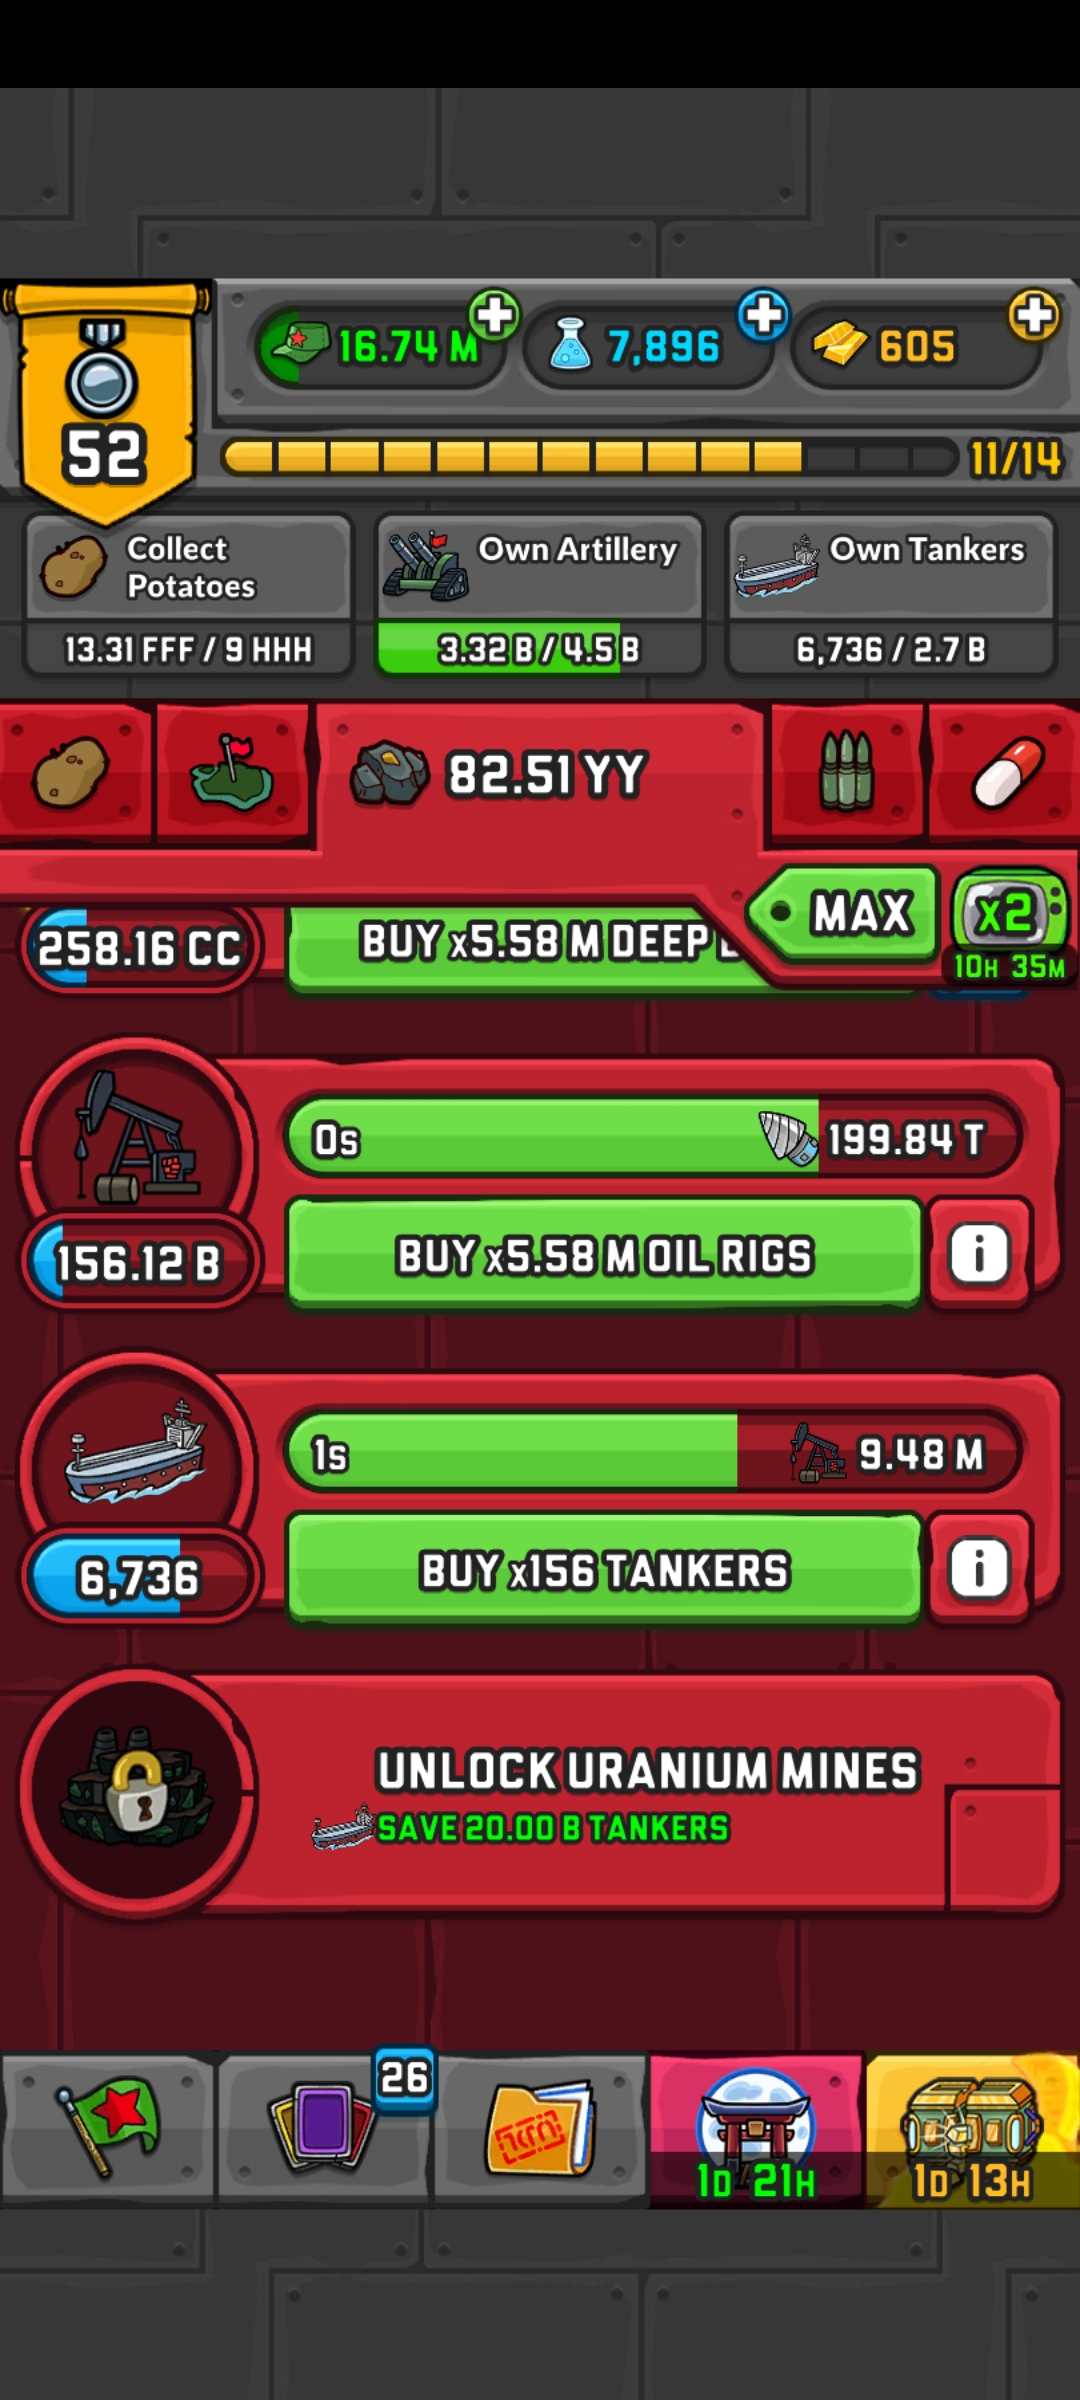 16.74 M
7,896
605
52
11/14
Collect
Potatoes
13.31 FFF / 9 HHH
Own Artillery
3.32 B / 4.5 B
Own Tankers
6,736 / 2.7 B
82.51 YY
MAX
x2
10H 35M
258.16 CC
BUY x5.58 M DEEP
0s
199.84 T
156.12 B
BUY x5.58 M OIL RIGS
i
1s
9.48 M
6,736
BUY x156 TANKERS
i
UNLOCK URANIUM MINES
SAVE 20.00 B TANKERS
26
1D 21H
1D 13H